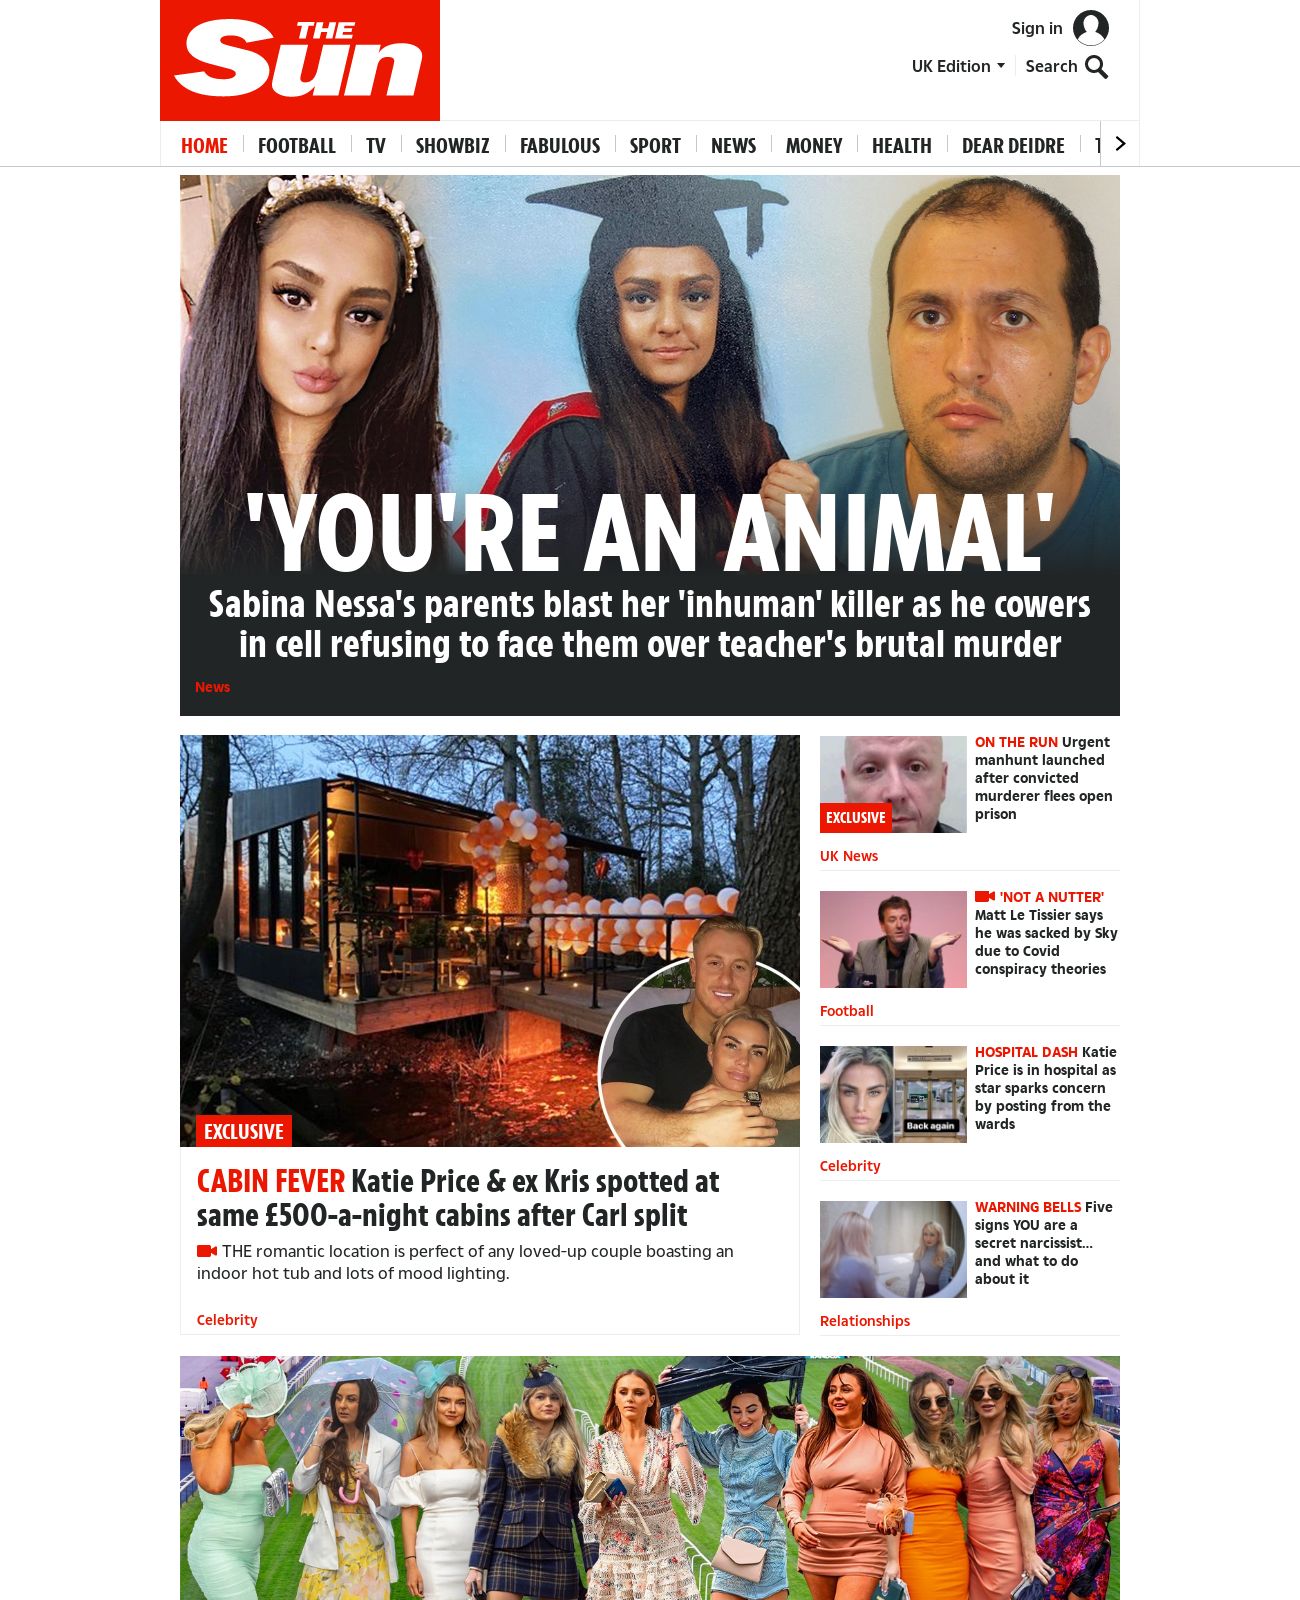 THE
Sun
Sign in
UK Edition
Search
HOME
FOOTBALL
TV
SHOWBIZ
FABULOUS
SPORT
NEWS
MONEY
HEALTH
DEAR DEIDRE
'YOU'RE AN ANIMAL'
Sabina Nessa's parents blast her 'inhuman' killer as he cowers
in cell refusing to face them over teacher's brutal murder
News
EXCLUSIVE
CABIN FEVER Katie Price & ex Kris spotted at
same £500-a-night cabins after Carl split
THE romantic location is perfect of any loved-up couple boasting an
indoor hot tub and lots of mood lighting.
Celebrity
EXCLUSIVE
ON THE RUN Urgent
manhunt launched
after convicted
murderer flees open
prison
UK News
'NOT A NUTTER'
Matt Le Tissier says
he was sacked by Sky
due to Covid
conspiracy theories
Football
Back again
HOSPITAL DASH Katie
Price is in hospital as
star sparks concern
by posting from the
wards
Celebrity
WARNING BELLS Five
signs YOU are a
secret narcissist...
and what to do
about it
Relationships